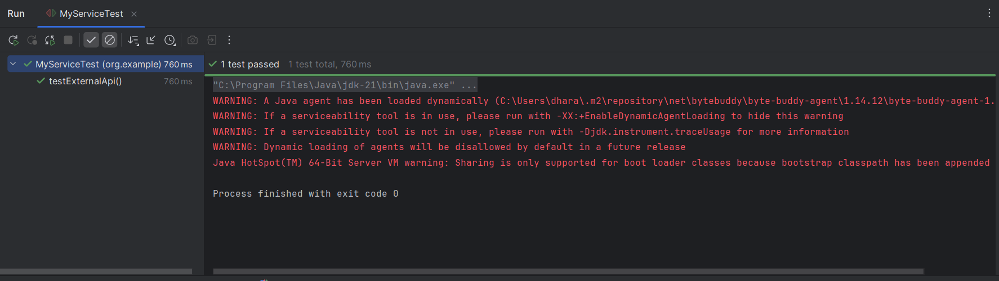 Run MyServiceTest
MyServiceTest (org.example) 760 ms
testExternalApi() 760 ms
1 test passed 1 test total, 760 ms
"C:\Program Files\Java\jdk-21\bin\java.exe" ...
WARNING: A Java agent has been loaded dynamically (C:\Users\dhara\.m2\repository\net\bytebuddy\byte-buddy-agent\1.14.12\byte-buddy-agent-1.
WARNING: If a serviceability tool is in use, please run with -XX:+EnableDynamicAgentLoading to hide this warning
WARNING: If a serviceability tool is not in use, please run with -Djdk.instrument.traceUsage for more information
WARNING: Dynamic loading of agents will be disallowed by default in a future release
Java HotSpot(TM) 64-Bit Server VM warning: Sharing is only supported for boot loader classes because bootstrap classpath has been appended
Process finished with exit code 0